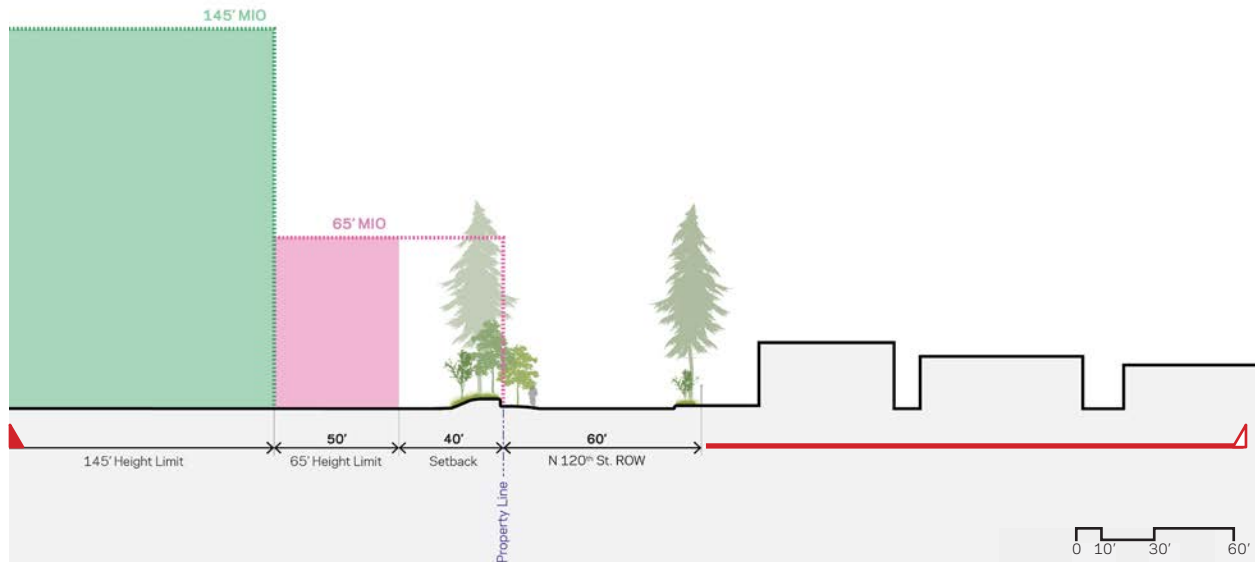 145' MIO
65' MIO
50'
40'
60'
145' Height Limit
65' Height Limit
Setback
N 120th St. ROW
Property Line
0 10' 30' 60'